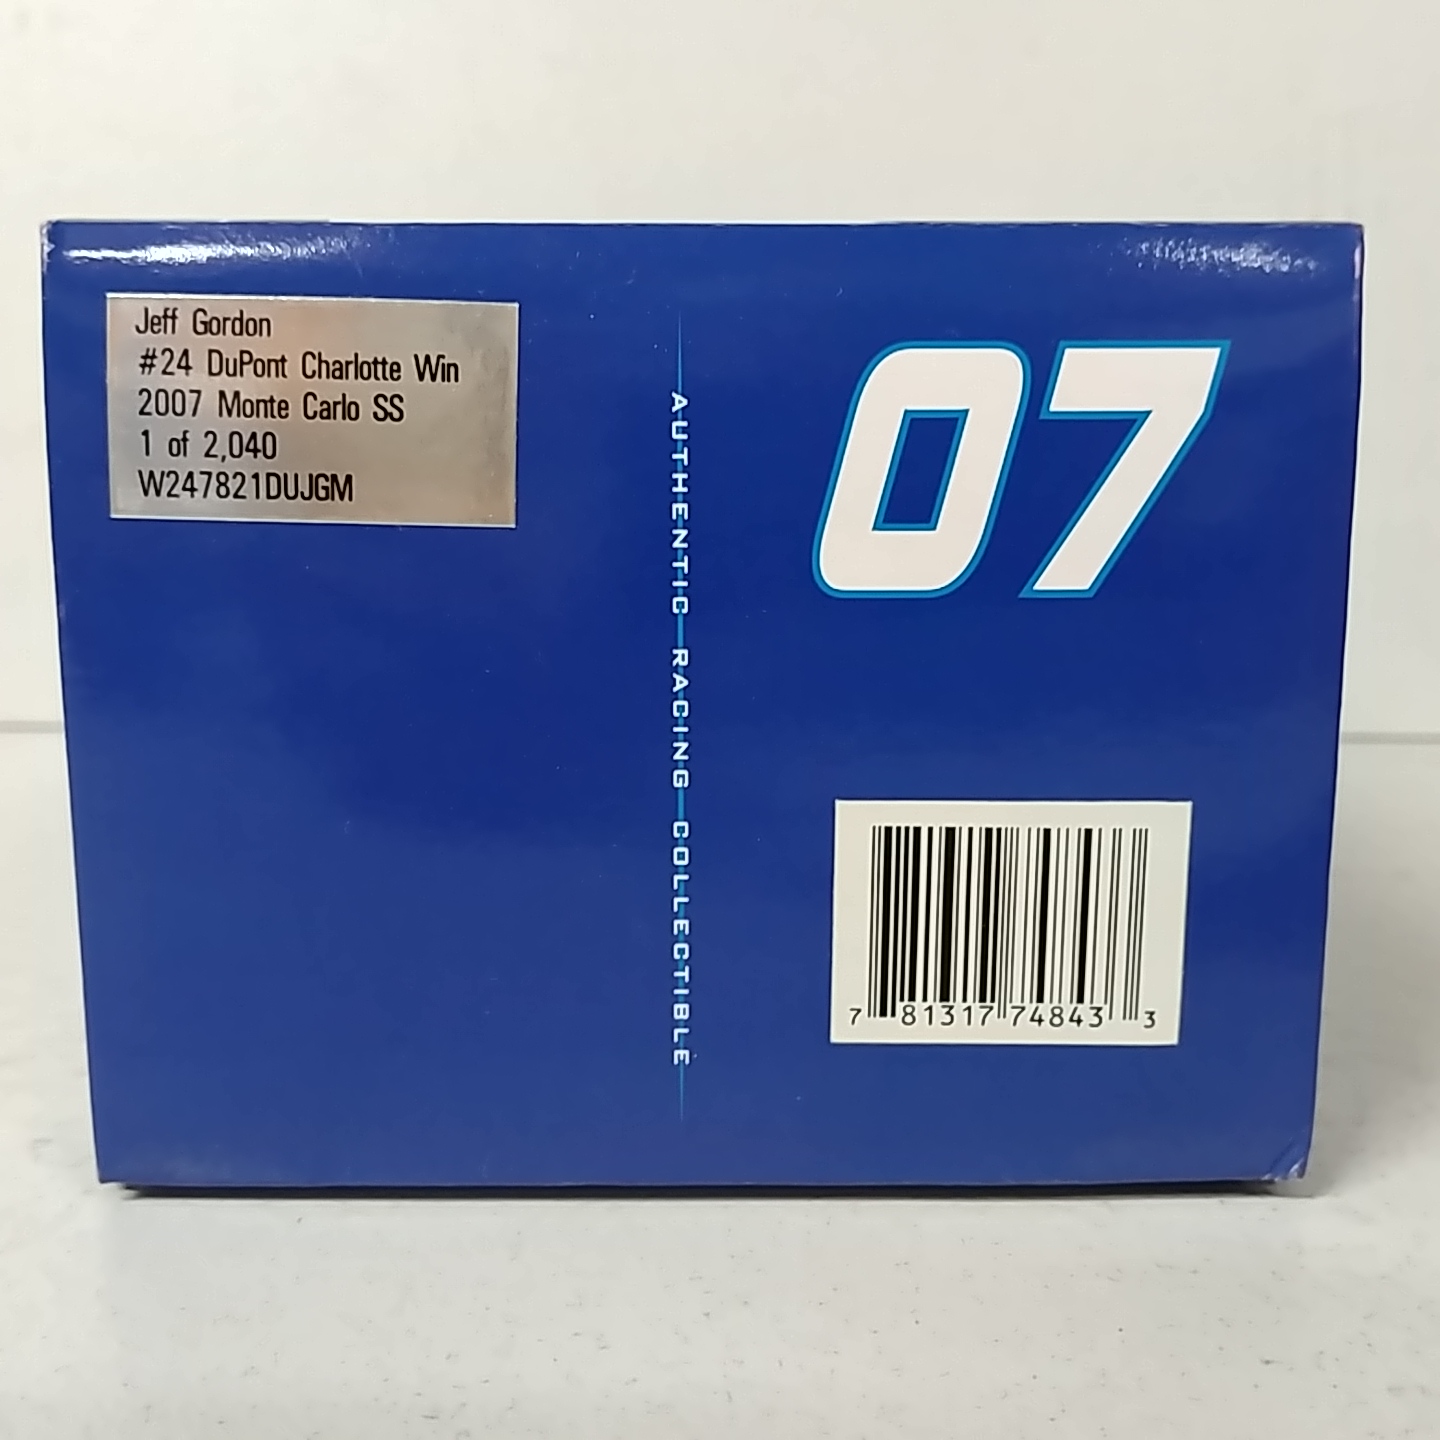 Jeff Gordon
#24 DuPont Charlotte Win
2007 Monte Carlo SS
1 of 2,040
W247821DUJGM
AUTHENTIC RACING COLLECTIBLE
07
7 81317 74843 3